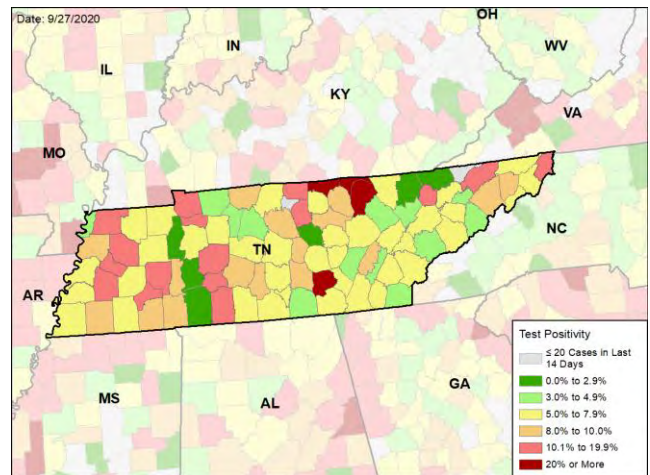 Date: 9/27/2020
OH
IN
WV
IL
KY
VA
MO
TN
NC
AR
MS
AL
GA
Test Positivity
≤ 20 Cases in Last
14 Days
0.0% to 2.9%
3.0% to 4.9%
5.0% to 7.9%
8.0% to 10.0%
10.1% to 19.9%
20% or More